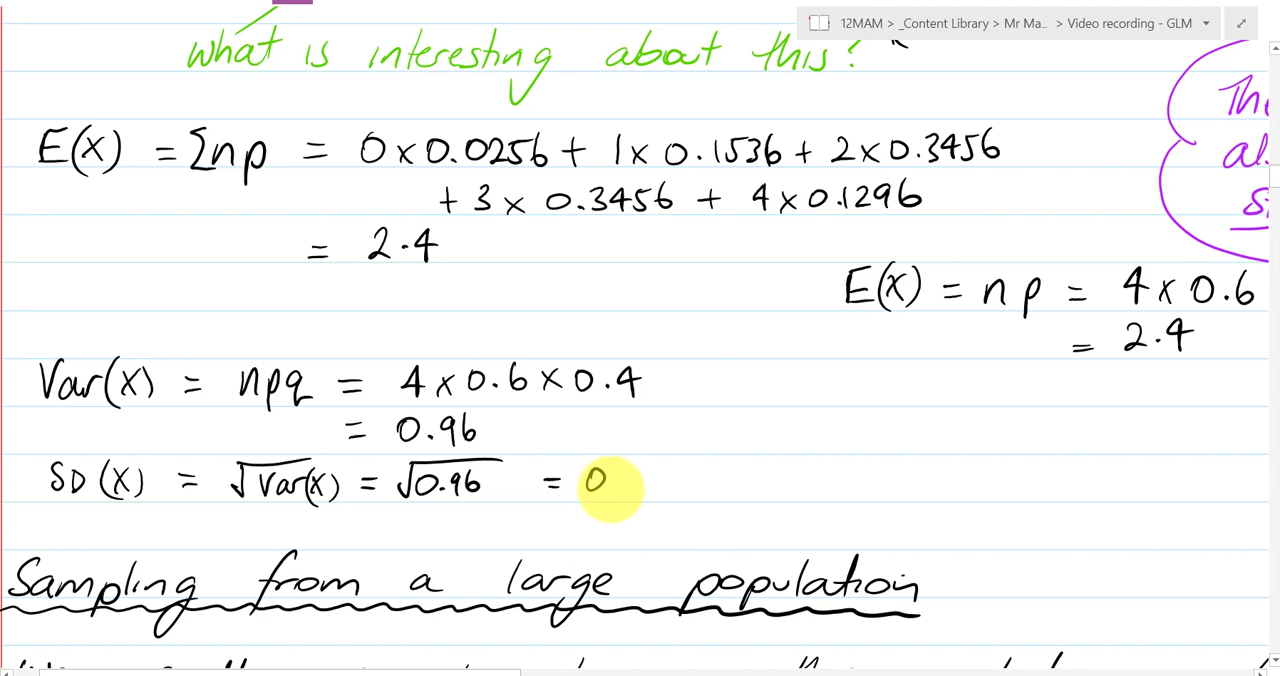 12MAM > _Content Library > Mr Ma... > Video recording - GLM
what is interesting about this?
The
al
E(X) = Σnp = 0 × 0.0256 + 1 × 0.1536 + 2 × 0.3456
+ 3 × 0.3456 + 4 × 0.1296
= 2.4
E(X) = np = 4 × 0.6
= 2.4
Var(X) = npq = 4 × 0.6 × 0.4
= 0.96
SD(X) = √Var(X) = √0.96 = 0
Sampling from a large population